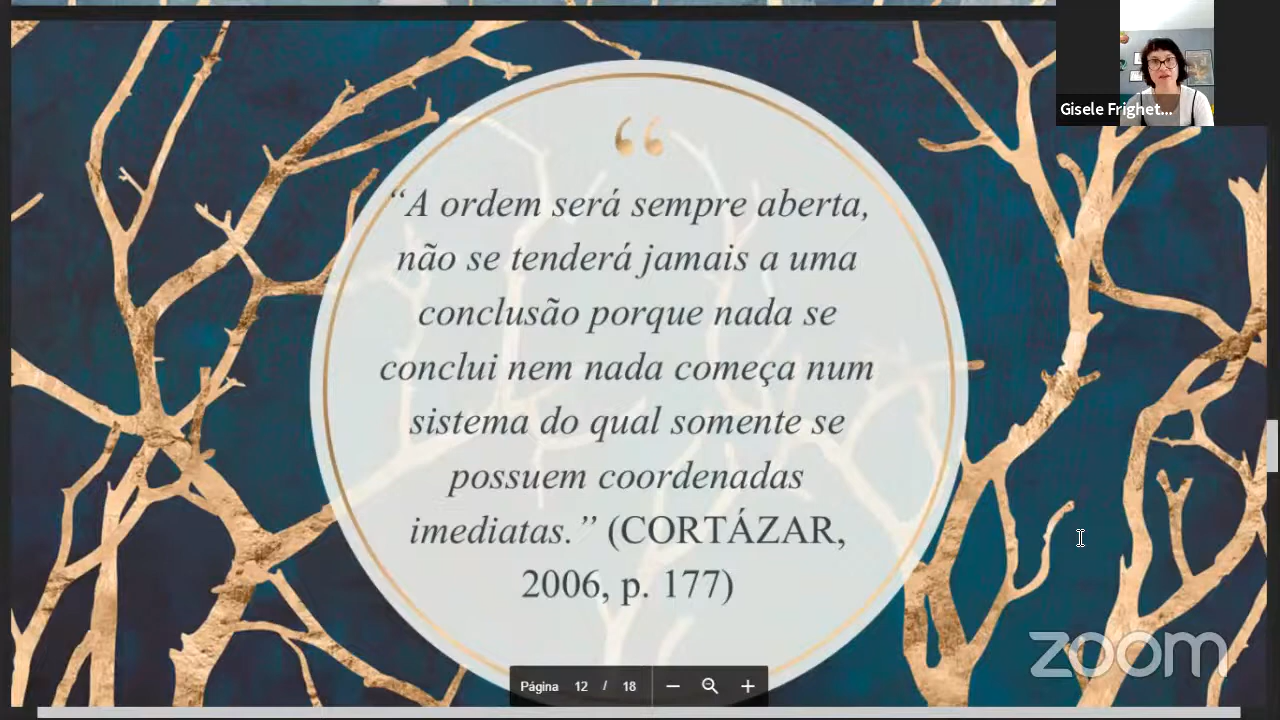 Gisele Frighet...
“
“A ordem será sempre aberta,
não se tenderá jamais a uma
conclusão porque nada se
conclui nem nada começa num
sistema do qual somente se
possuem coordenadas
imediatas.” (CORTÁZAR,
2006, p. 177)
zoom
Página 12 / 18